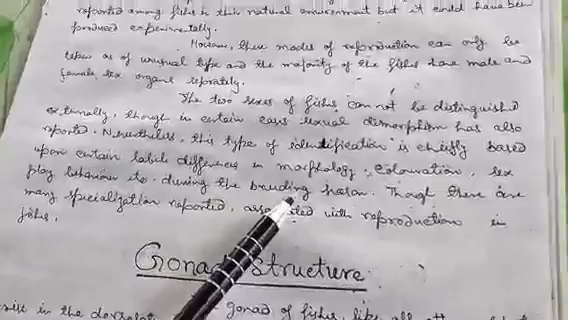 reported among fishes in their natural environment but it could have been
produced experimentally.
However, these modes of reproduction can only be
taken as of unusual type and the majority of the fishes have male and
female sex organs seprately.
The two sexes of fishes can not be distinguished
externally, though in certain cases sexual dimorphism has also
reported. Nevertheless, this type of identification is chiefly based
upon certain labile differences in morphology, colouration, sex
play behaviour etc. during the breeding season. Though there are
many specialization reported, associated with reproduction in
fishes.
Gonad structure
gonad of fishes, like all